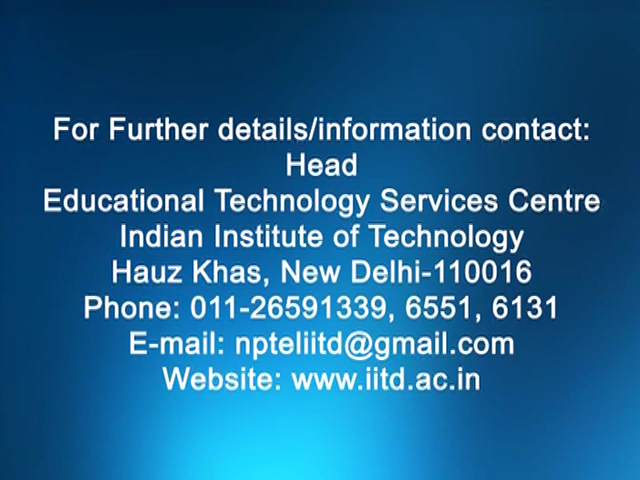 For Further details/information contact:
Head
Educational Technology Services Centre
Indian Institute of Technology
Hauz Khas, New Delhi-110016
Phone: 011-26591339, 6551, 6131
E-mail: npteliitd@gmail.com
Website: www.iitd.ac.in